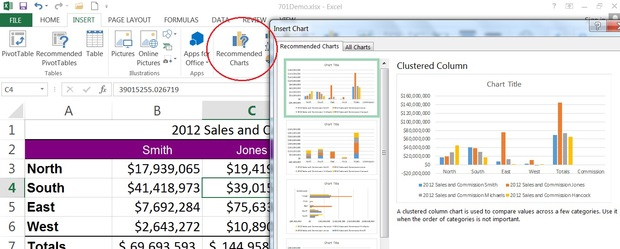 701Demo.xlsx - Excel
FILE HOME INSERT PAGE LAYOUT FORMULAS DATA
PivotTable Recommended PivotTables Table Pictures Online Pictures Apps for Office Recommended Charts
Tables Illustrations Apps
C4 39015255.026719
A B C
1 2012 Sales and C
2 Smith Jones
3 North $17,939,065 $19,419
4 South $41,418,973 $39,015
5 East $7,692,284 $75,633
6 West $2,643,272 $10,890
7 Totals $ 69,693,593 $ 144,958
Insert Chart
Recommended Charts All Charts
Chart Title
Chart Title
Chart Title
Clustered Column
Chart Title
$160,000,000
$140,000,000
$120,000,000
$100,000,000
$80,000,000
$60,000,000
$40,000,000
$20,000,000
$0
-$20,000,000
North South East West Totals Commission
2012 Sales and Commission Smith 2012 Sales and Commission Jones
2012 Sales and Commission Michaels 2012 Sales and Commission Hancock
A clustered column chart is used to compare values across a few categories. Use it
when the order of categories is not important.